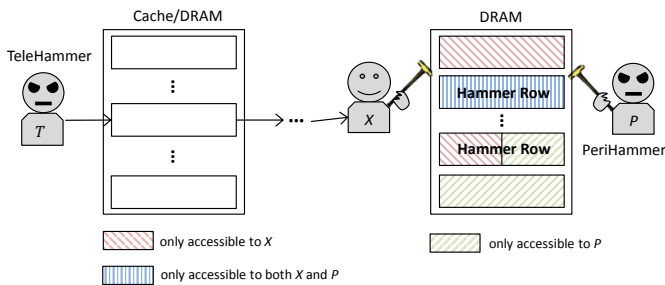 Cache/DRAM
DRAM
TeleHammer
T
X
Hammer Row
Hammer Row
P
PeriHammer
only accessible to X
only accessible to both X and P
only accessible to P